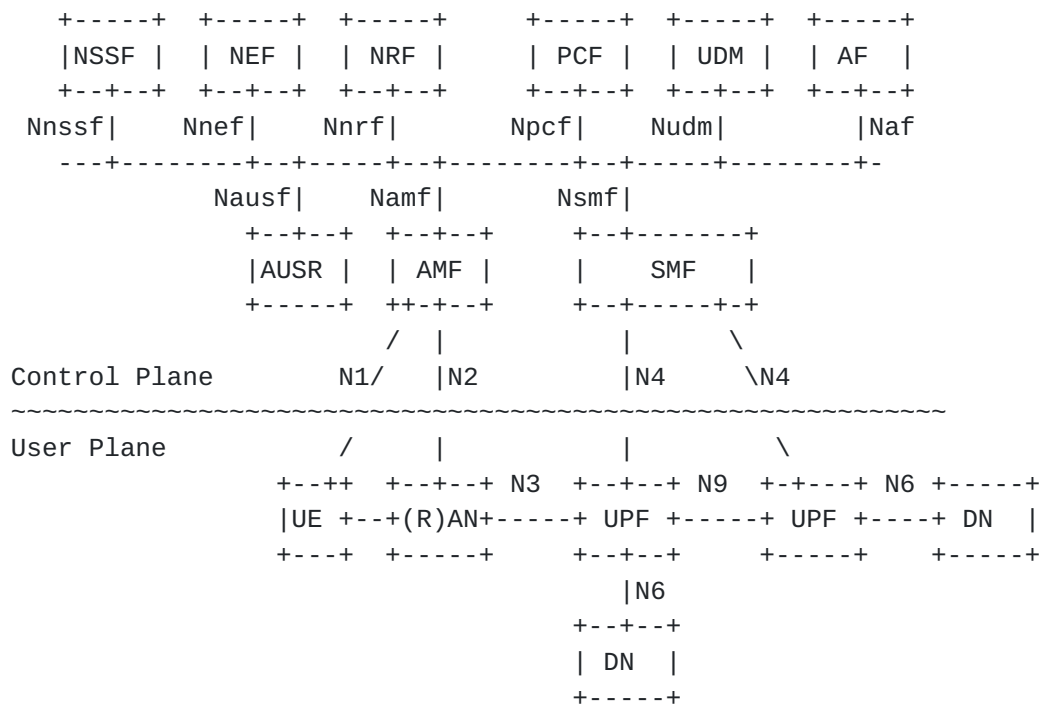 NSSF NEF NRF PCF UDM AF
Nnssf Nnef Nnrf Npcf Nudm Naf
Nausf Namf Nsmf
AUSR AMF SMF
Control Plane N1 N2 N4 N4
User Plane
N3 N9 N6
UE (R)AN UPF UPF DN
N6
DN